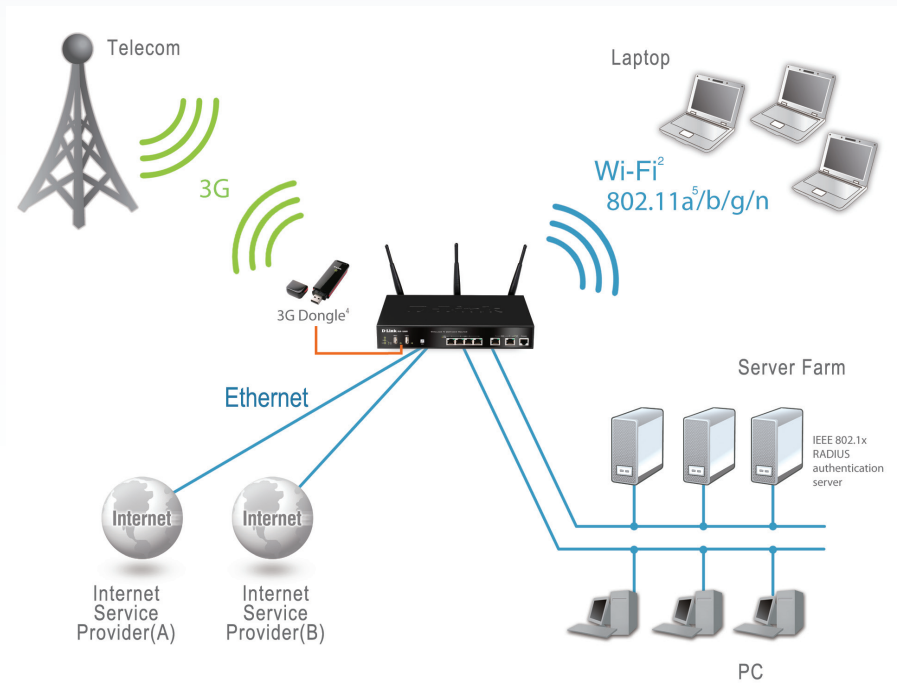 Telecom
Laptop
3G
Wi-Fi²
802.11a⁵/b/g/n
3G Dongle⁴
D-Link
Ethernet
Server Farm
IEEE 802.1x
RADIUS
authentication
server
Internet
Internet
Internet
Service
Provider(A)
Internet
Service
Provider(B)
PC